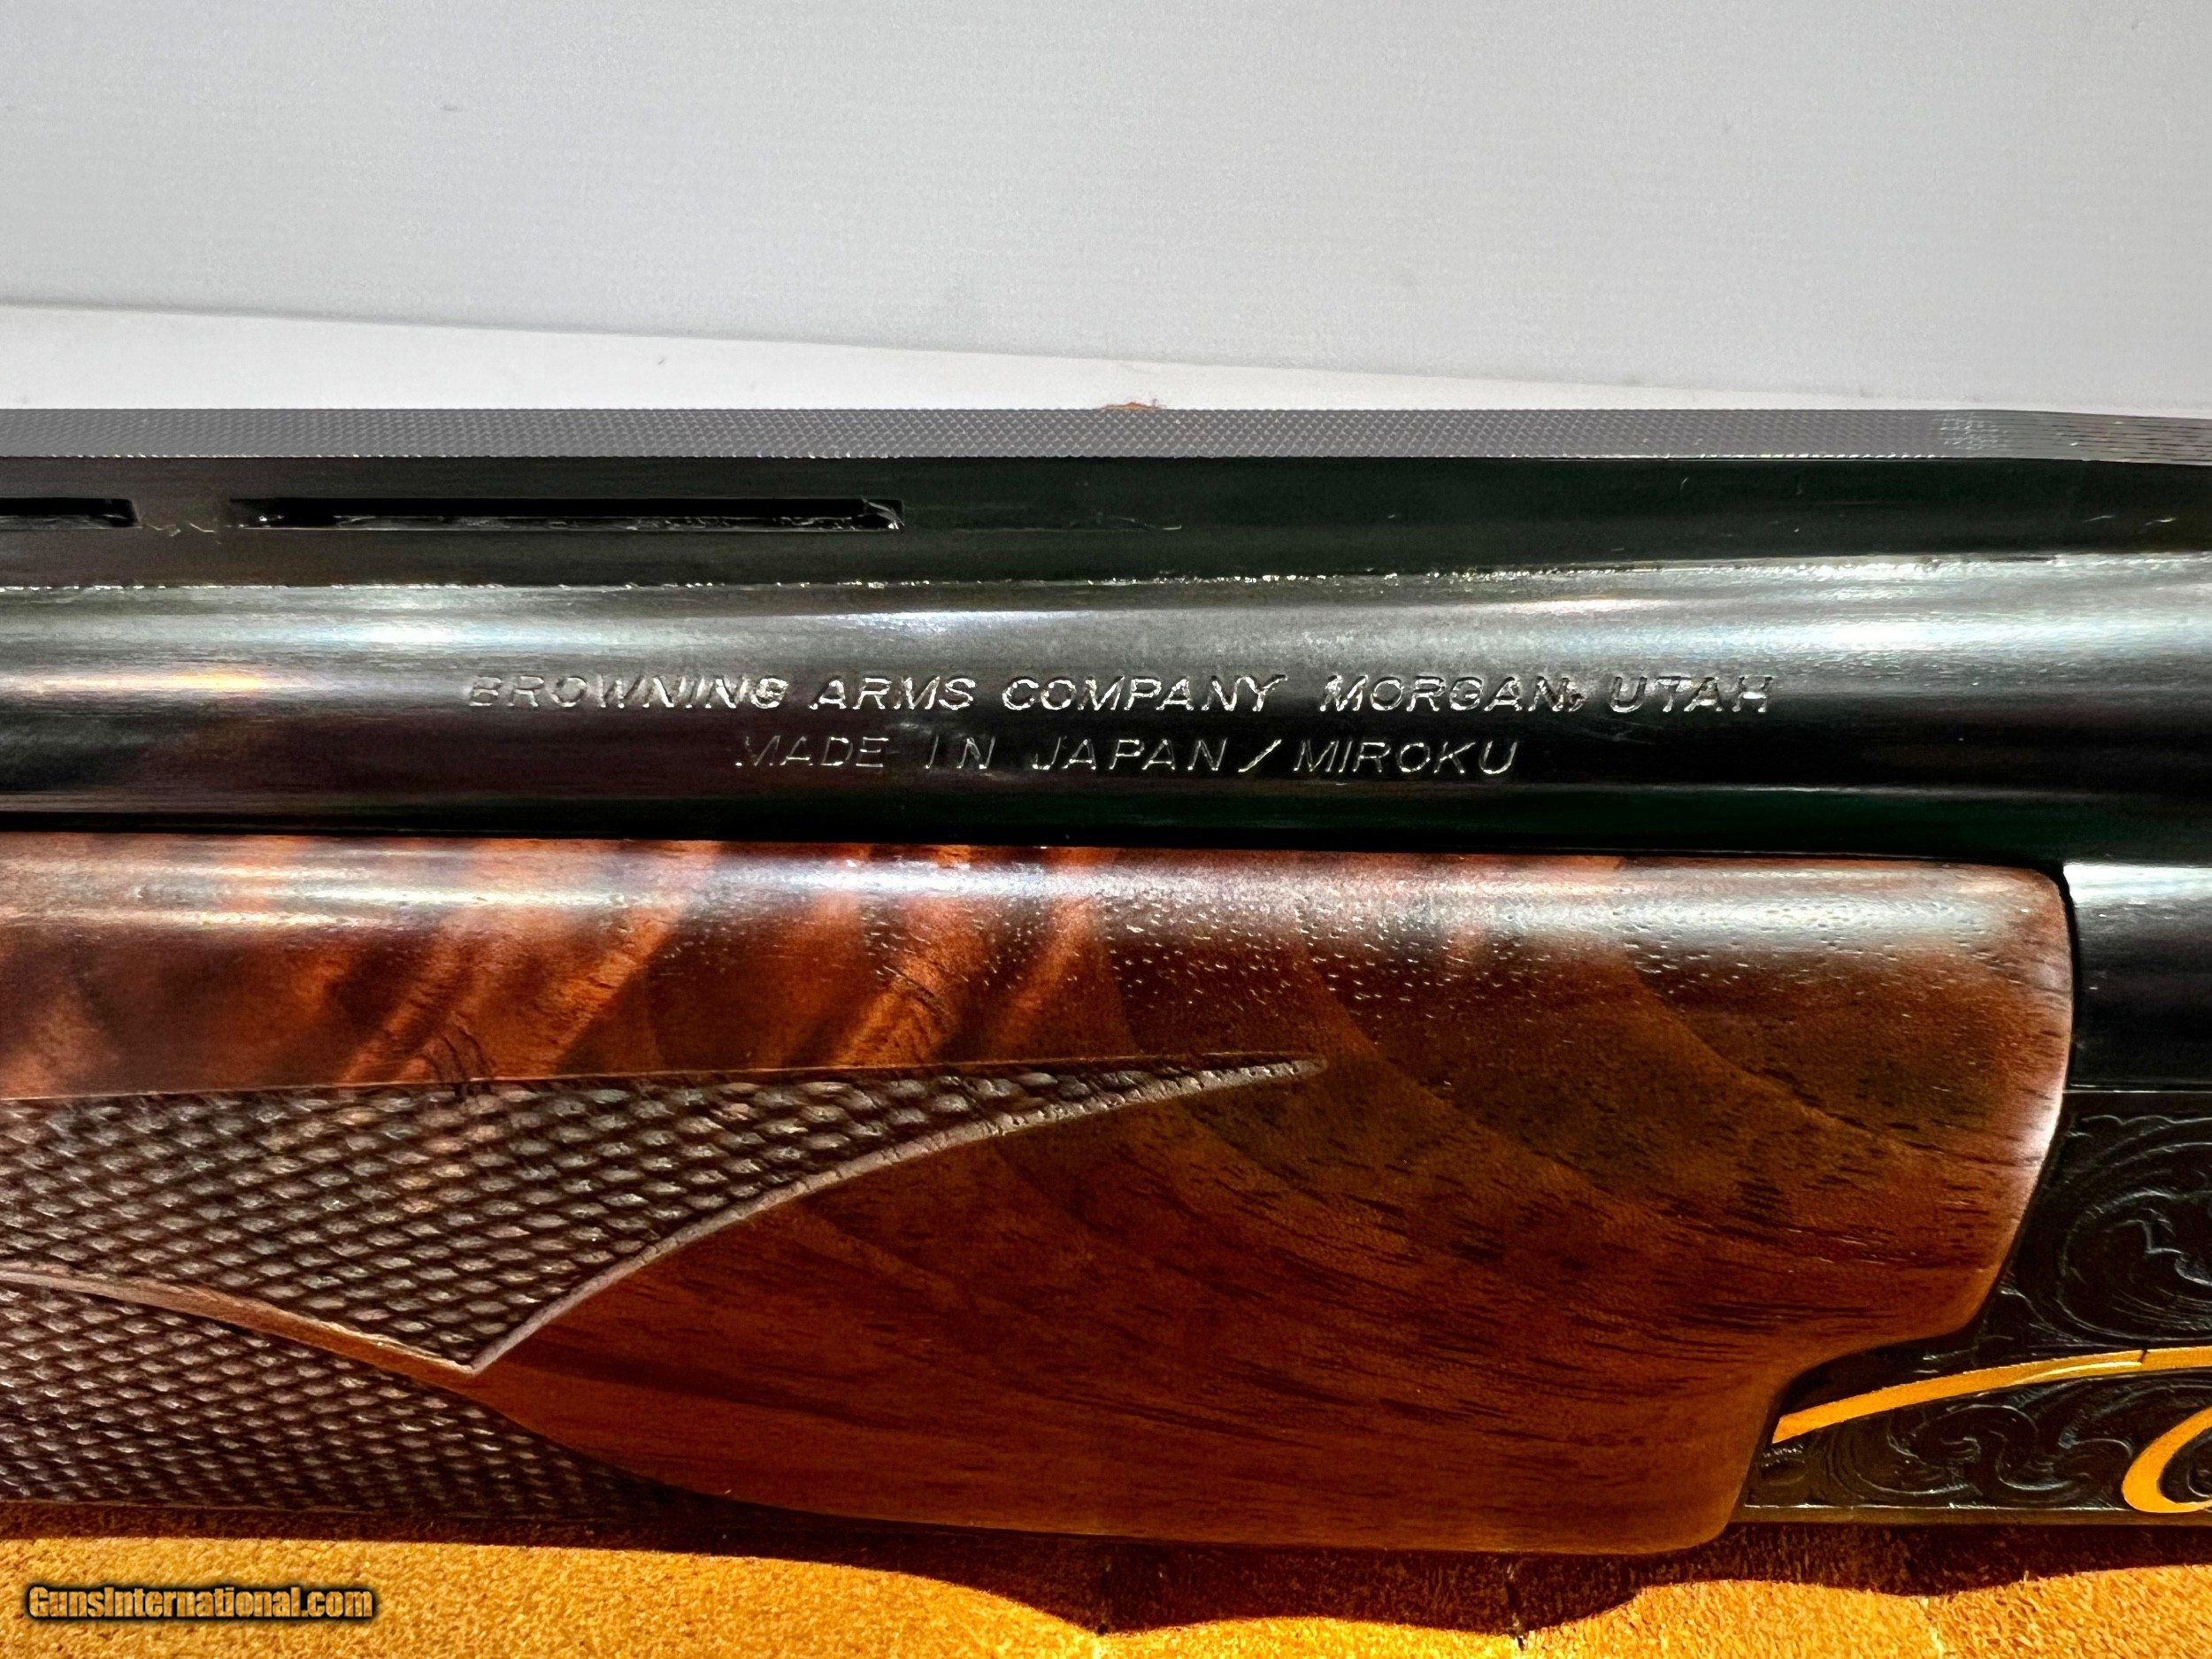 BROWNING ARMS COMPANY MORGAN, UTAH
MADE IN JAPAN/MIROKU
GunsInternational.com